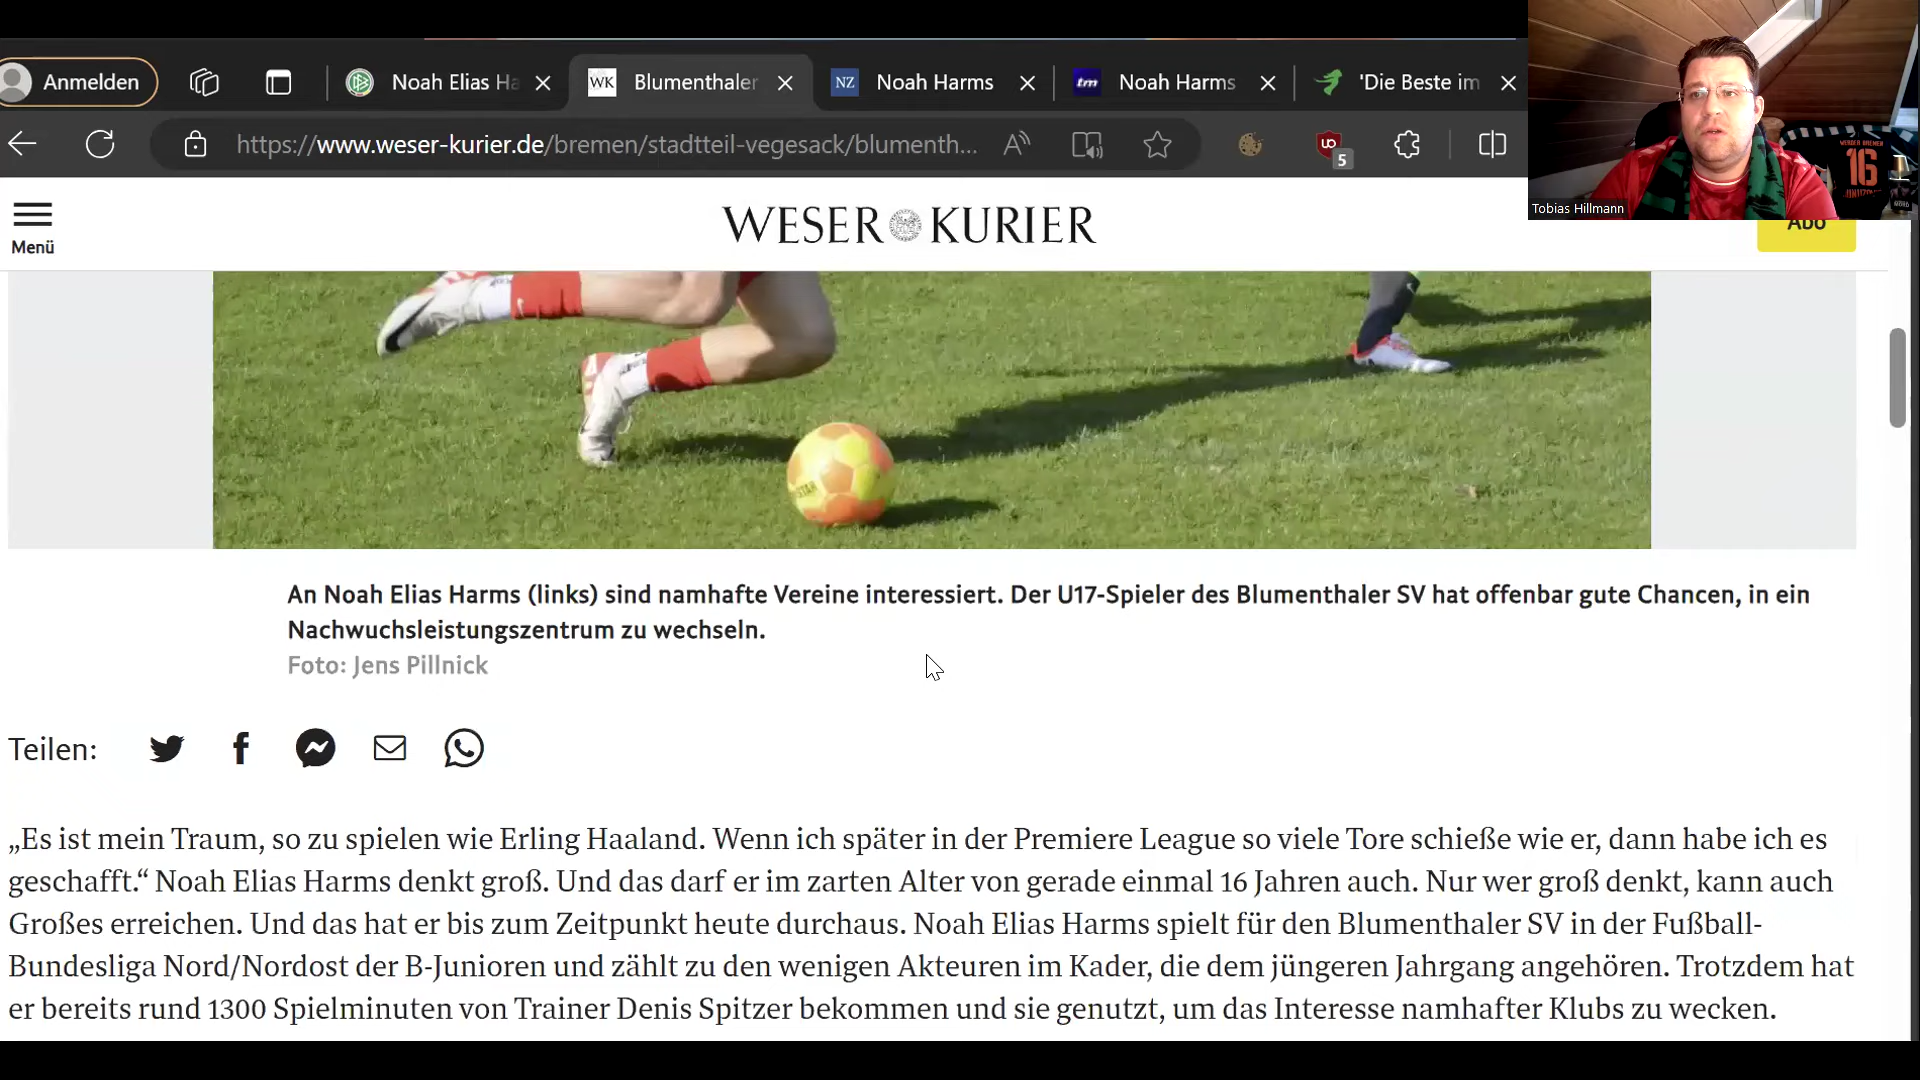 Anmelden
Noah Elias Ha
WK
Blumenthaler
NZ
Noah Harms
tm
Noah Harms
'Die Beste im
https://www.weser-kurier.de/bremen/stadtteil-vegesack/blumenth...
5
WERDER BREMEN
16
Tobias Hillmann
Menü
WESER KURIER
Abo
An Noah Elias Harms (links) sind namhafte Vereine interessiert. Der U17-Spieler des Blumenthaler SV hat offenbar gute Chancen, in ein
Nachwuchsleistungszentrum zu wechseln.
Foto: Jens Pillnick
Teilen:
„Es ist mein Traum, so zu spielen wie Erling Haaland. Wenn ich später in der Premiere League so viele Tore schieße wie er, dann habe ich es
geschafft.“ Noah Elias Harms denkt groß. Und das darf er im zarten Alter von gerade einmal 16 Jahren auch. Nur wer groß denkt, kann auch
Großes erreichen. Und das hat er bis zum Zeitpunkt heute durchaus. Noah Elias Harms spielt für den Blumenthaler SV in der Fußball-
Bundesliga Nord/Nordost der B-Junioren und zählt zu den wenigen Akteuren im Kader, die dem jüngeren Jahrgang angehören. Trotzdem hat
er bereits rund 1300 Spielminuten von Trainer Denis Spitzer bekommen und sie genutzt, um das Interesse namhafter Klubs zu wecken.